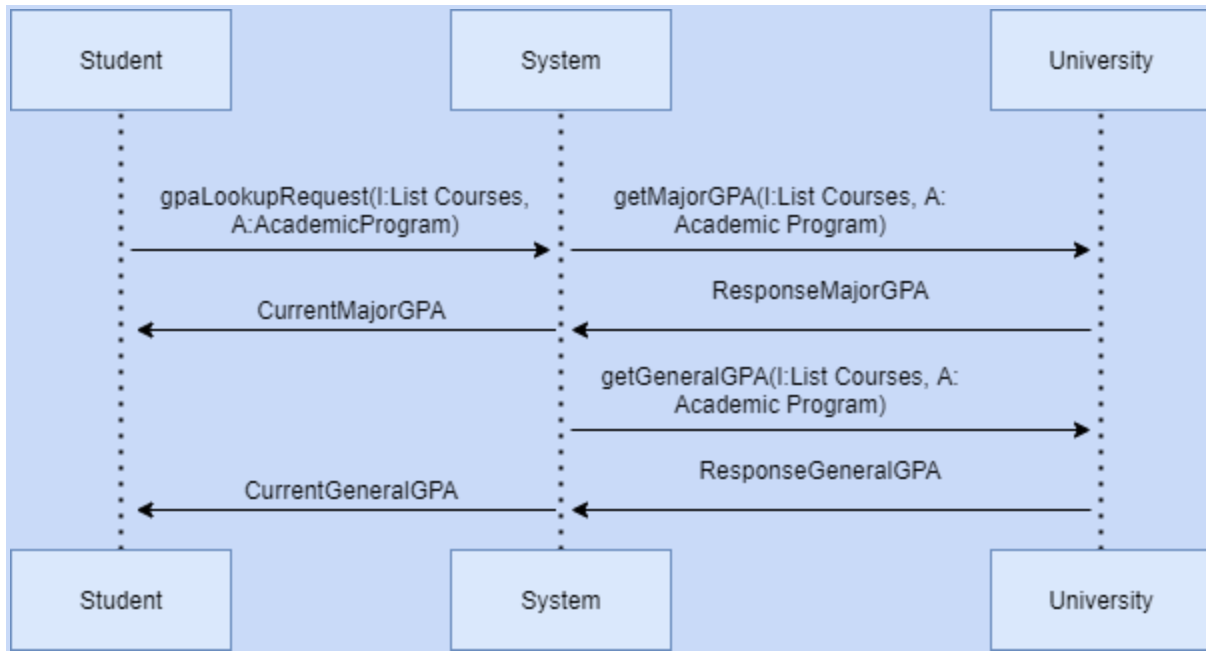 Student
System
University
gpaLookupRequest(l:List Courses,
A:AcademicProgram)
getMajorGPA(l:List Courses, A:
Academic Program)
ResponseMajorGPA
CurrentMajorGPA
getGeneralGPA(l:List Courses, A:
Academic Program)
ResponseGeneralGPA
CurrentGeneralGPA
Student
System
University